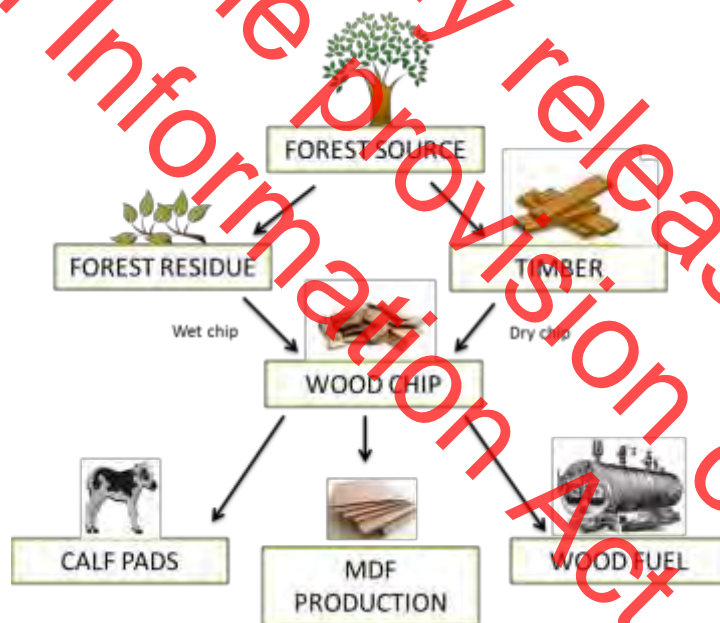 FOREST SOURCE
FOREST RESIDUE
TIMBER
Wet chip
Dry chip
WOOD CHIP
CALF PADS
MDF
PRODUCTION
WOOD FUEL
Information Act
provision
releas